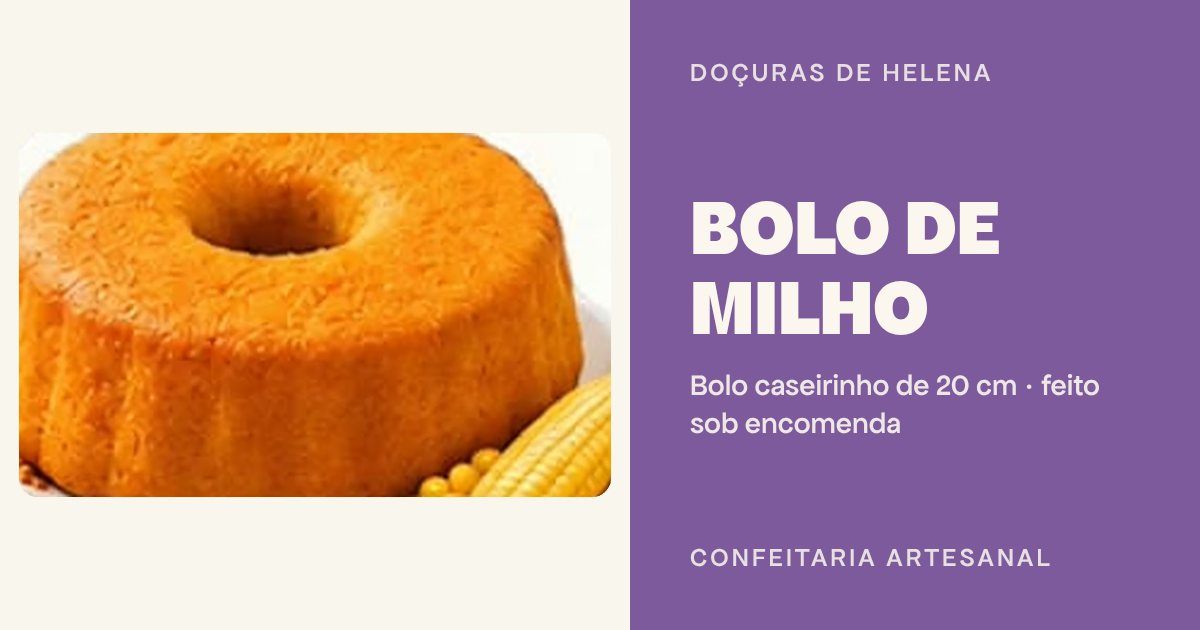 DOÇURAS DE HELENA
BOLO DE
MILHO
Bolo caseirinho de 20 cm · feito
sob encomenda
CONFEITARIA ARTESANAL